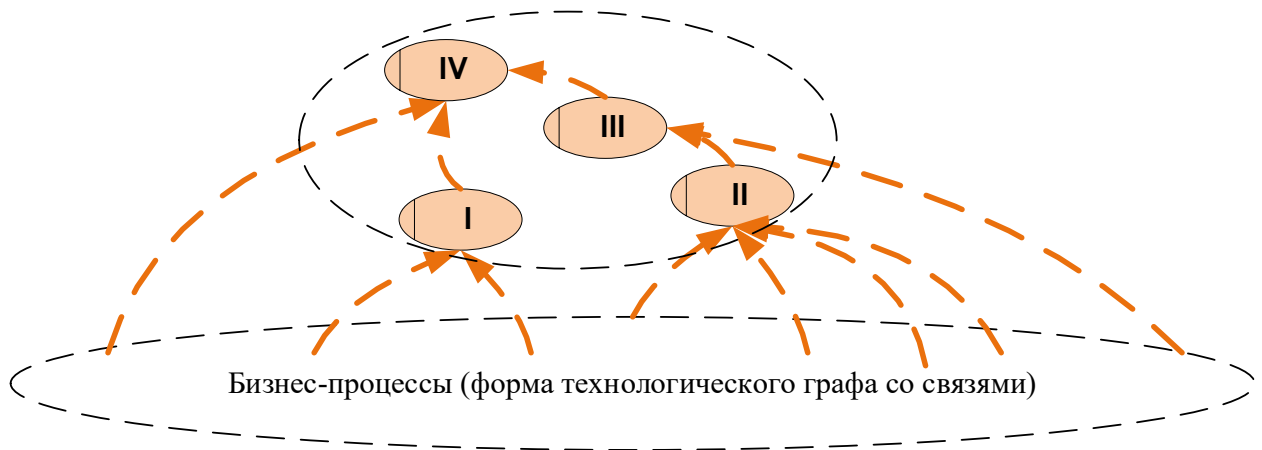 IV
III
II
I
Бизнес-процессы (форма технологического графа со связями)